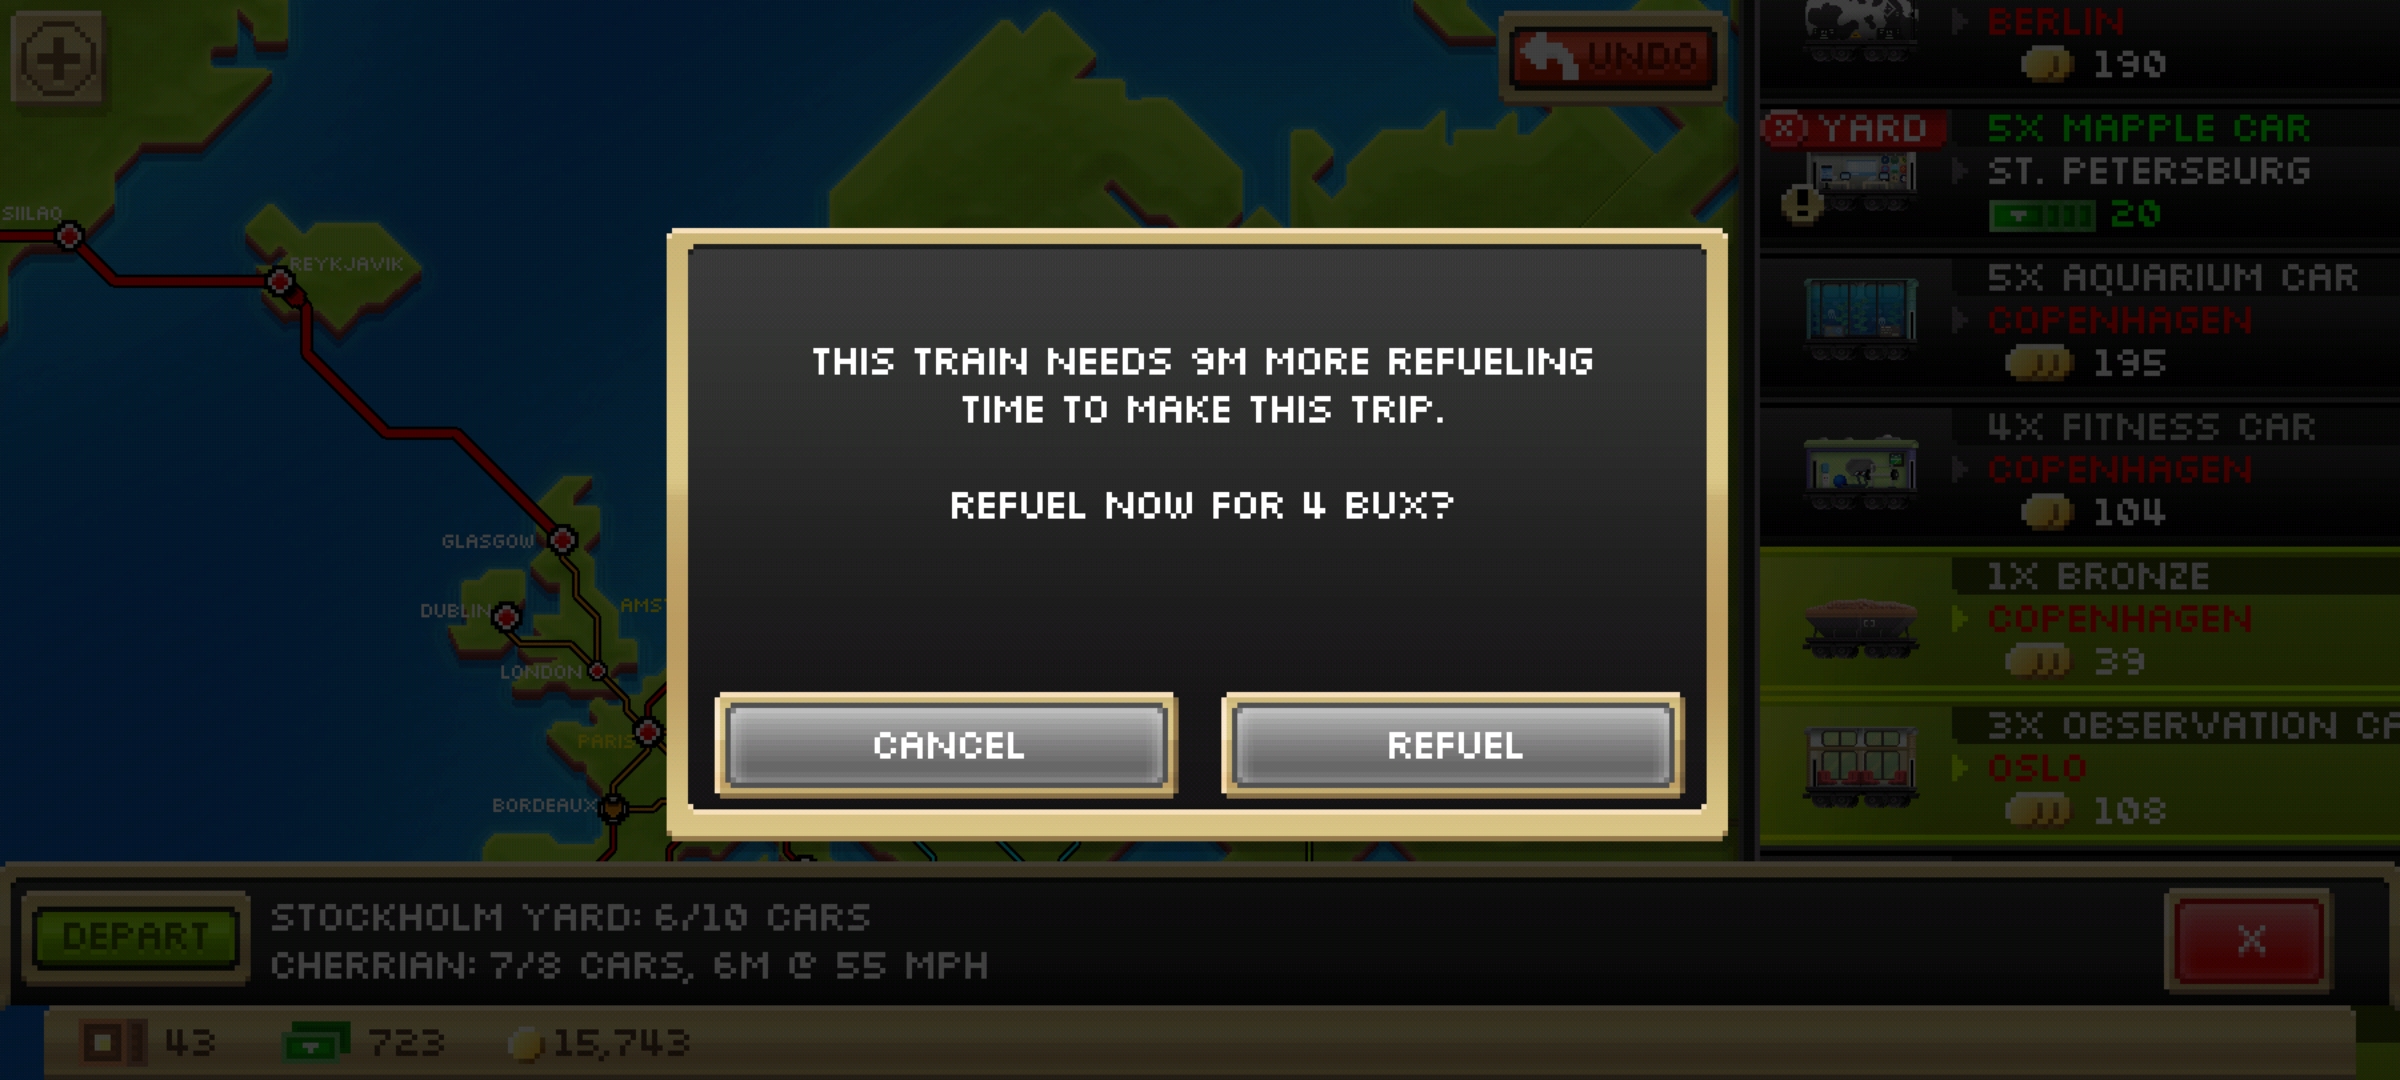 UNDO
SIILAQ
REYKJAVIK
GLASGOW
DUBLIN
LONDON
PARIS
BORDEAUX
THIS TRAIN NEEDS 9M MORE REFUELING
TIME TO MAKE THIS TRIP.
REFUEL NOW FOR 4 BUX?
CANCEL
REFUEL
BERLIN
190
YARD
5X MAPPLE CAR
ST. PETERSBURG
20
5X AQUARIUM CAR
COPENHAGEN
195
4X FITNESS CAR
COPENHAGEN
104
1X BRONZE
COPENHAGEN
39
3X OBSERVATION
OSLO
108
DEPART
STOCKHOLM YARD: 6/10 CARS
CHERRIAN: 7/8 CARS, 6M @ 55 MPH
X
43
723
15,743